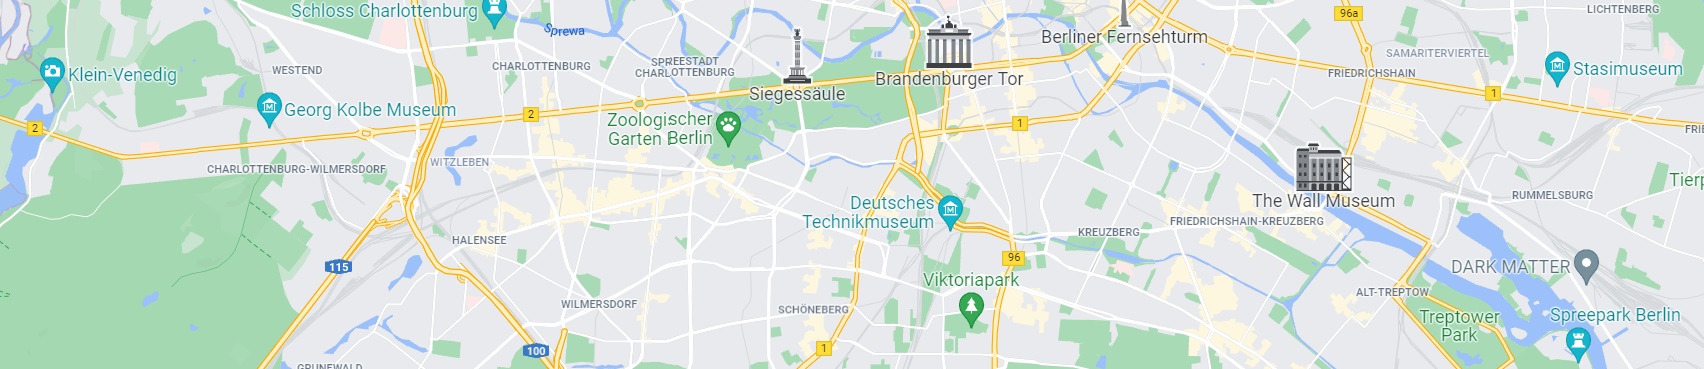 Schloss Charlottenburg
96a
LICHTENBERG
Sprewa
Berliner Fernsehturm
SAMARITERVIERTEL
Klein-Venedig
WESTEND
CHARLOTTENBURG
SPREESTADT
CHARLOTTENBURG
Brandenburger Tor
FRIEDRICHSHAIN
Stasimuseum
Siegessäule
1
Georg Kolbe Museum
2
2
Zoologischer
Garten Berlin
1
FRIE
CHARLOTTENBURG-WILMERSDORF
WITZLEBEN
Tierp
The Wall Museum
RUMMELSBURG
Deutsches
Technikmuseum
FRIEDRICHSHAIN-KREUZBERG
KREUZBERG
HALENSEE
115
96
DARK MATTER
Viktoriapark
ALT-TREPTOW
WILMERSDORF
SCHÖNEBERG
Treptower
Park
Spreepark Berlin
100
1
GRUNEWALD